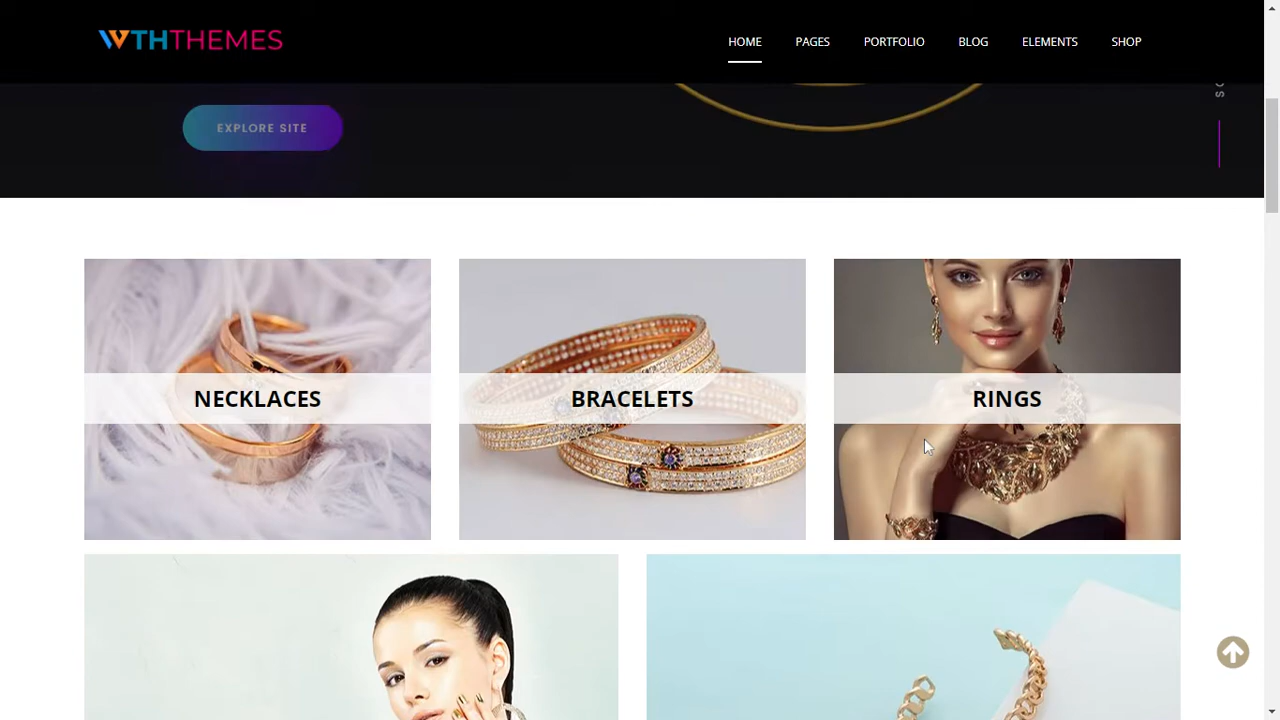 WTHTHEMES
HOME PAGES PORTFOLIO BLOG ELEMENTS SHOP
EXPLORE SITE
NECKLACES
BRACELETS
RINGS